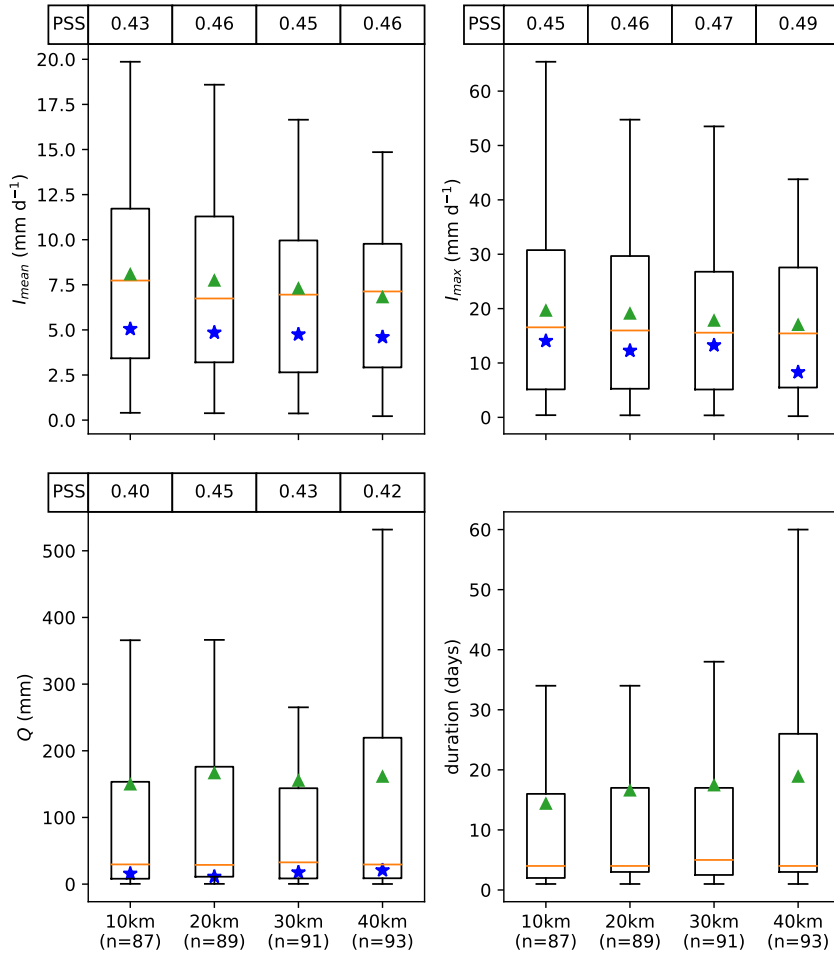 PSS 0.43 0.46 0.45 0.46
20.0
17.5
15.0
12.5
10.0
7.5
5.0
2.5
0.0
I_mean (mm d⁻¹)
PSS 0.45 0.46 0.47 0.49
60
50
40
30
20
10
0
I_max (mm d⁻¹)
PSS 0.40 0.45 0.43 0.42
500
400
300
200
100
0
Q (mm)
10km 20km 30km 40km
(n=87) (n=89) (n=91) (n=93)
60
50
40
30
20
10
0
duration (days)
10km 20km 30km 40km
(n=87) (n=89) (n=91) (n=93)